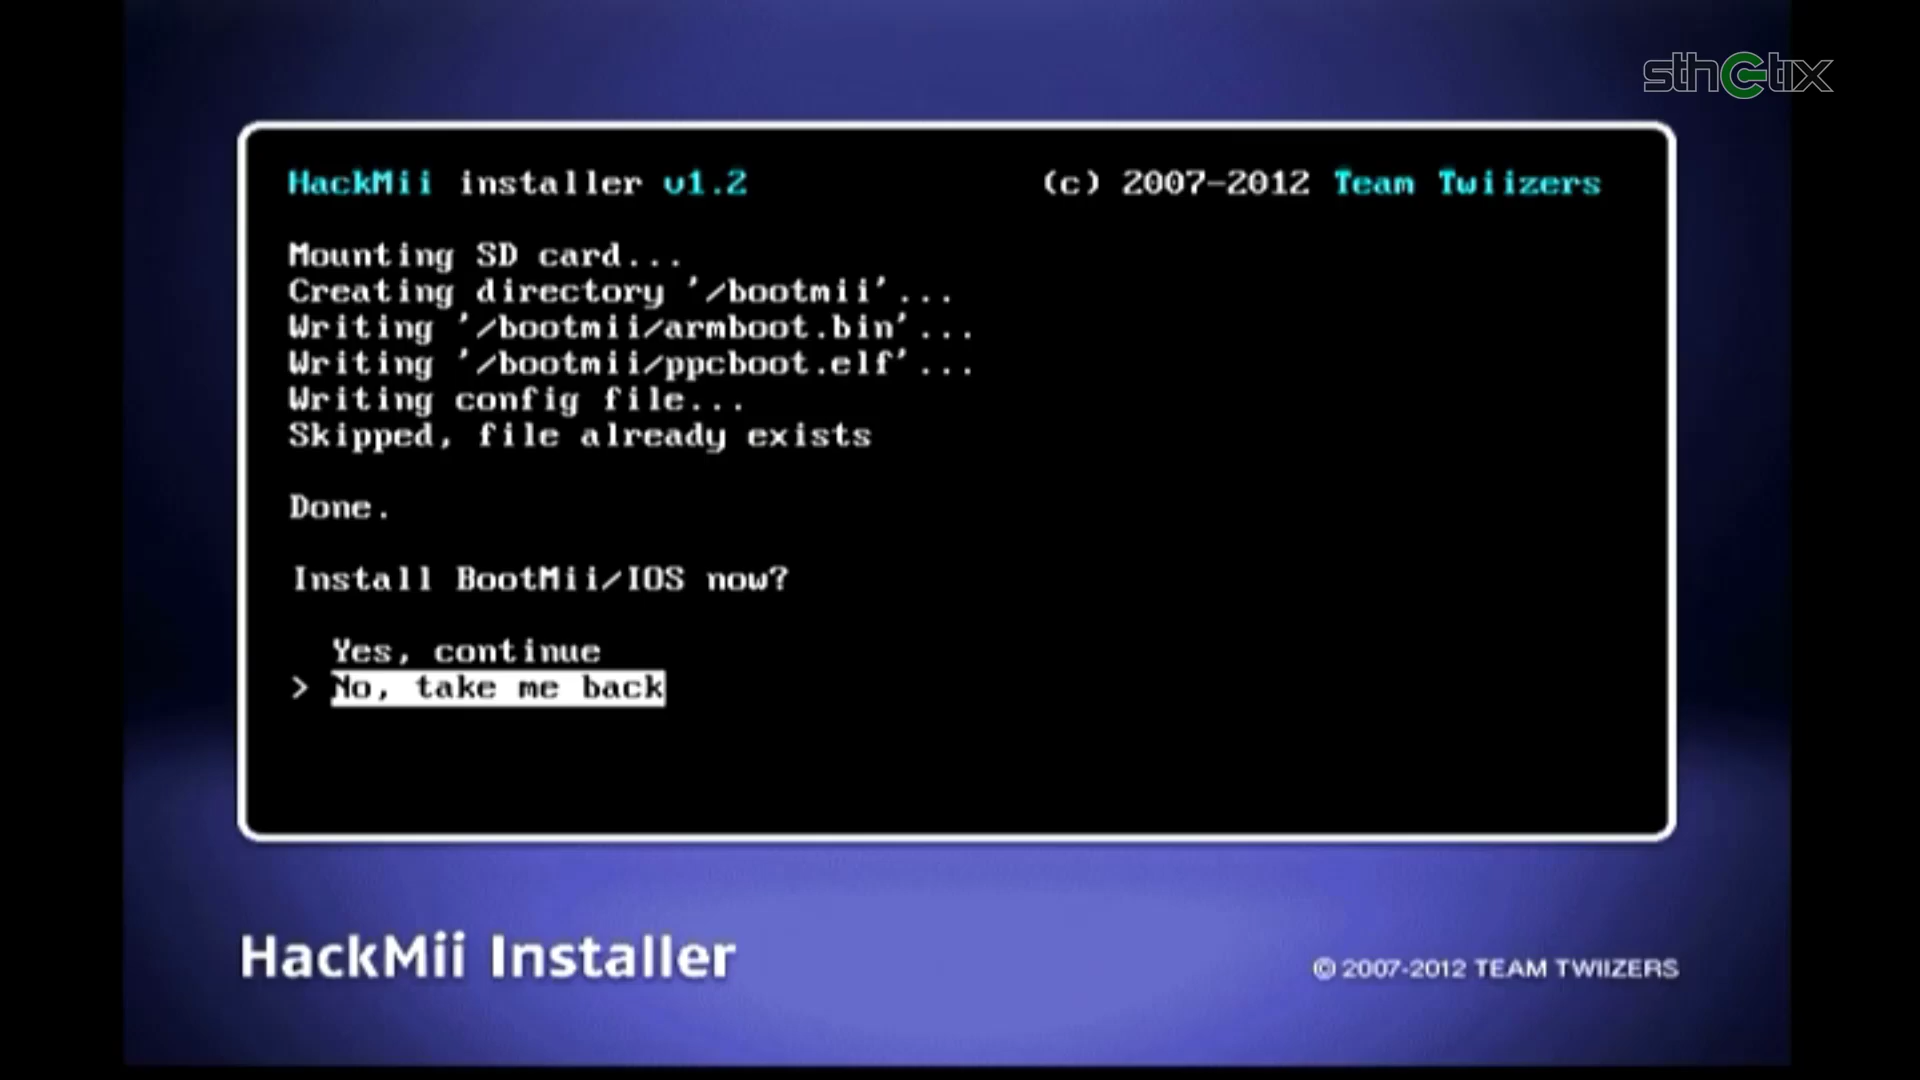 sthetix
HackMii installer v1.2 (c) 2007-2012 Team Twiizers
Mounting SD card...
Creating directory '/bootmii'...
Writing '/bootmii/armboot.bin'...
Writing '/bootmii/ppcboot.elf'...
Writing config file...
Skipped, file already exists
Done.
Install BootMii/IOS now?
Yes, continue
> No, take me back
HackMii Installer
© 2007-2012 TEAM TWIIZERS